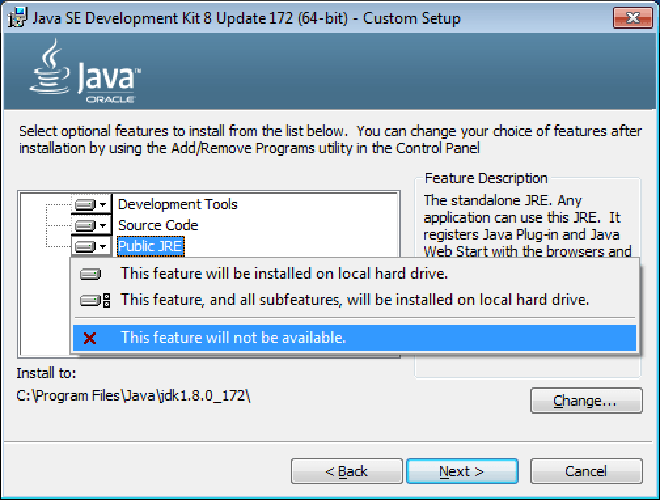 Java SE Development Kit 8 Update 172 (64-bit) - Custom Setup
Java™
ORACLE
Select optional features to install from the list below.  You can change your choice of features after
installation by using the Add/Remove Programs utility in the Control Panel
Development Tools
Source Code
Public JRE
Feature Description
The standalone JRE. Any
application can use this JRE.  It
registers Java Plug-in and Java
Web Start with the browsers and
This feature will be installed on local hard drive.
This feature, and all subfeatures, will be installed on local hard drive.
This feature will not be available.
Install to:
C:\Program Files\Java\jdk1.8.0_172\
Change...
< Back
Next >
Cancel